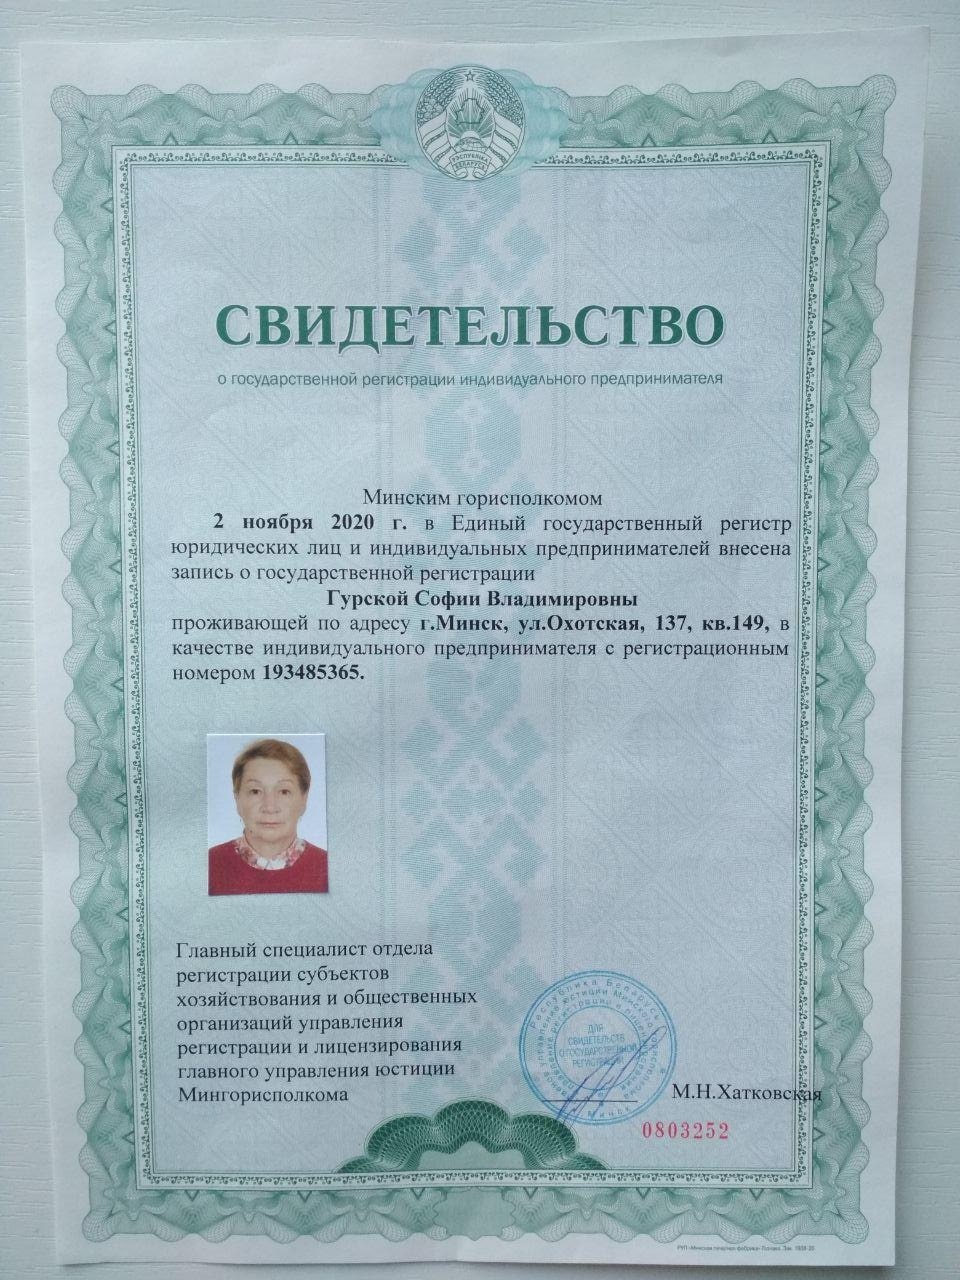 РЭСПУБЛІКА
БЕЛАРУСЬ
СВИДЕТЕЛЬСТВО
о государственной регистрации индивидуального предпринимателя
Минским горисполкомом
2 ноября 2020 г. в Единый государственный регистр
юридических лиц и индивидуальных предпринимателей внесена
запись о государственной регистрации
Гурской Софии Владимировны
проживающей по адресу г.Минск, ул.Охотская, 137, кв.149, в
качестве индивидуального предпринимателя с регистрационным
номером 193485365.
Главный специалист отдела
регистрации субъектов
хозяйствования и общественных
организаций управления
регистрации и лицензирования
главного управления юстиции
Мингорисполкома
Республика Беларусь
ДЛЯ
СВИДЕТЕЛЬСТВ
О ГОСУДАРСТВЕННОЙ
РЕГИСТРАЦИИ
Минск
М.Н.Хатковская
0803252
РУП «Минская печатная фабрика» Гознака. Зак.